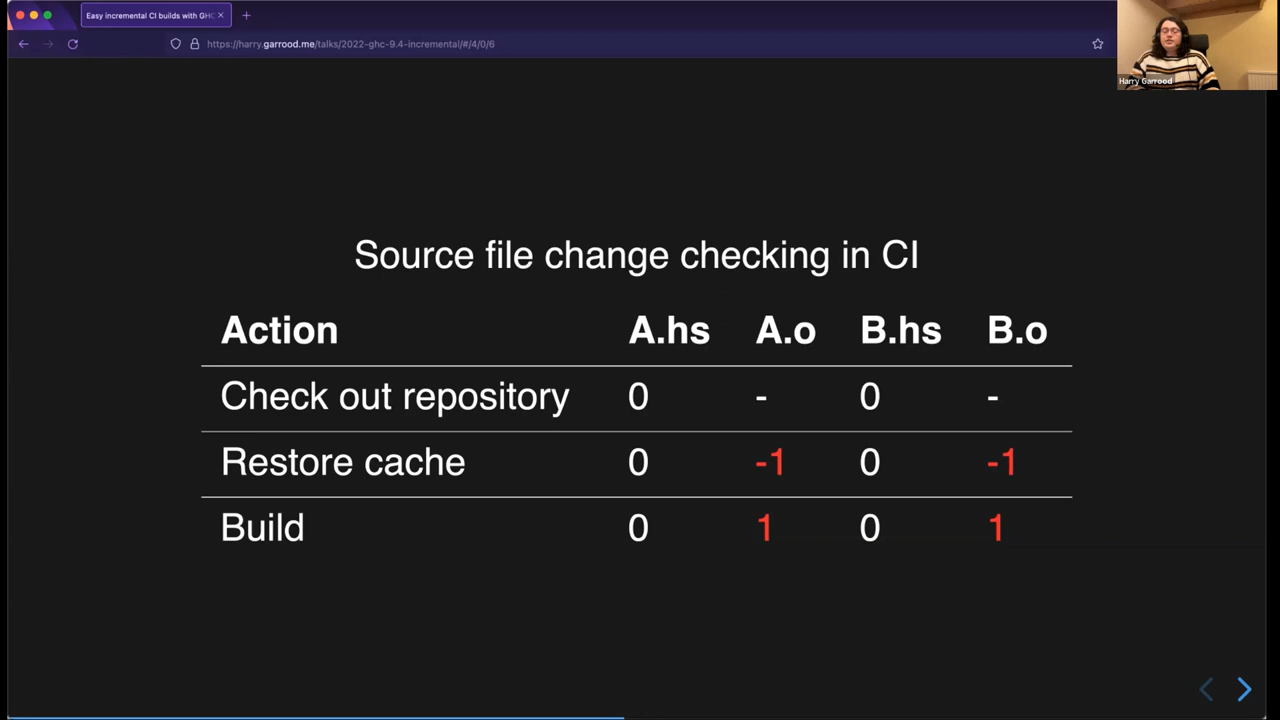 Easy incremental CI builds with GHC
https://harry.garrood.me/talks/2022-ghc-9.4-incremental/#/4/0/6
Harry Garrood
Source file change checking in CI
Action A.hs A.o B.hs B.o
Check out repository 0 - 0 -
Restore cache 0 -1 0 -1
Build 0 1 0 1